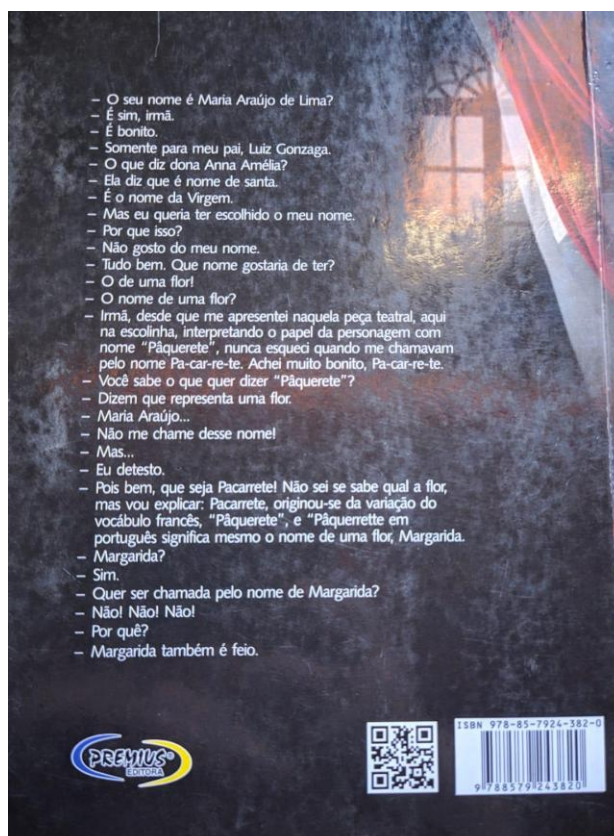 – O seu nome é Maria Araújo de Lima?
– É sim, irmã.
– É bonito.
– Somente para meu pai, Luiz Gonzaga.
– O que diz dona Anna Amélia?
– Ela diz que é nome de santa.
– É o nome da Virgem.
– Mas eu queria ter escolhido o meu nome.
– Por que isso?
– Não gosto do meu nome.
– Tudo bem. Que nome gostaria de ter?
– O de uma flor!
– O nome de uma flor?
– Irmã, desde que me apresentei naquela peça teatral, aqui
na escolinha, interpretando o papel da personagem com
nome “Pâquerete”, nunca esqueci quando me chamavam
pelo nome Pa-car-re-te. Achei muito bonito, Pa-car-re-te.
– Você sabe o que quer dizer “Pâquerete”?
– Dizem que representa uma flor.
– Maria Araújo...
– Não me chame desse nome!
– Mas...
– Eu detesto.
– Pois bem, que seja Pacarrete! Não sei se sabe qual a flor,
mas vou explicar: Pacarrete, originou-se da variação do
vocábulo francês, “Pâquerete”, e “Pâquerrette em
português significa mesmo o nome de uma flor, Margarida.
– Margarida?
– Sim.
– Quer ser chamada pelo nome de Margarida?
– Não! Não! Não!
– Por quê?
– Margarida também é feio.
PREMIUS
EDITORA
ISBN 978-85-7924-382-0
9 788579 243820